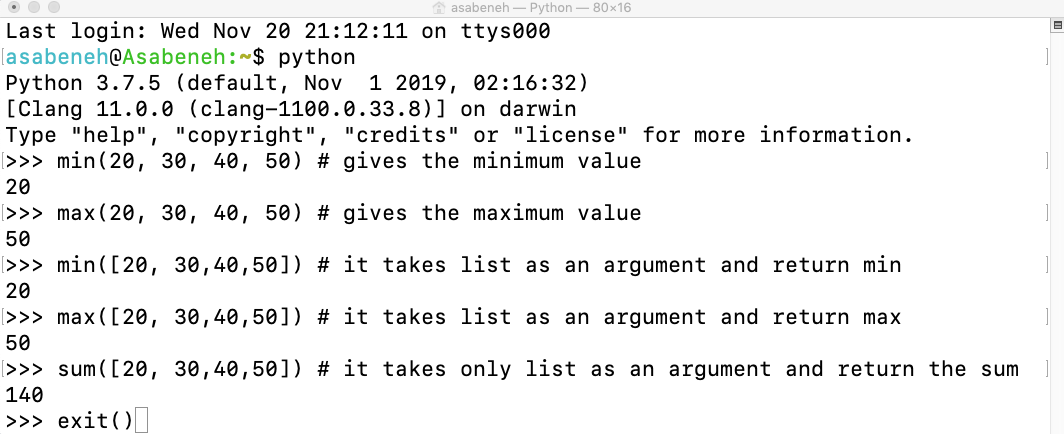 asabeneh — Python — 80×16
Last login: Wed Nov 20 21:12:11 on ttys000
asabeneh@Asabeneh:~$ python
Python 3.7.5 (default, Nov  1 2019, 02:16:32)
[Clang 11.0.0 (clang-1100.0.33.8)] on darwin
Type "help", "copyright", "credits" or "license" for more information.
>>> min(20, 30, 40, 50) # gives the minimum value
20
>>> max(20, 30, 40, 50) # gives the maximum value
50
>>> min([20, 30,40,50]) # it takes list as an argument and return min
20
>>> max([20, 30,40,50]) # it takes list as an argument and return max
50
>>> sum([20, 30,40,50]) # it takes only list as an argument and return the sum
140
>>> exit()